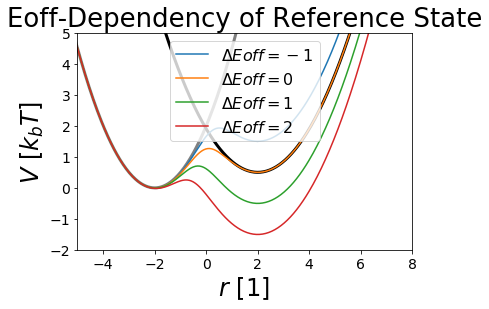 Eoff-Dependency of Reference State
ΔEoff = −1
ΔEoff = 0
ΔEoff = 1
ΔEoff = 2
V [k_bT]
5
4
3
2
1
0
−1
−2
−4
−2
0
2
4
6
8
r [1]